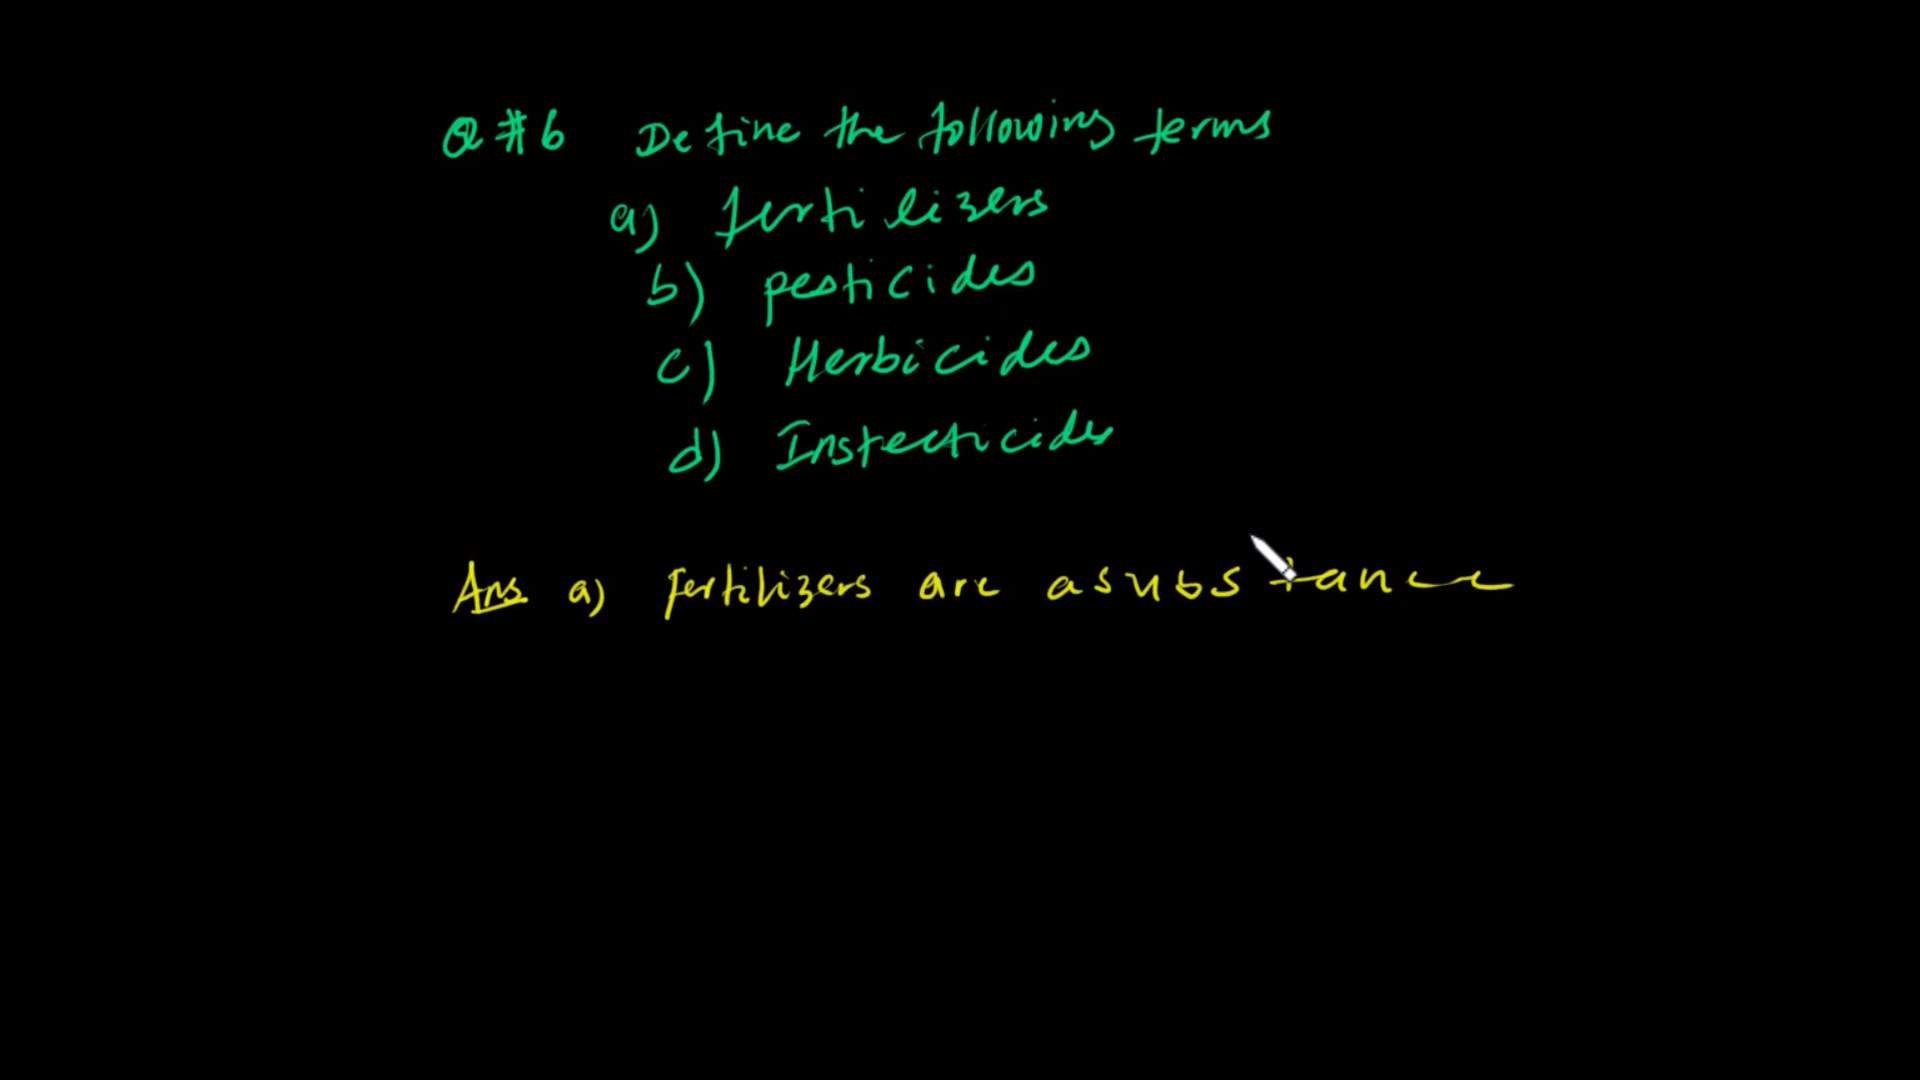 Q#6 Define the following terms
a) fertilizers
b) pesticides
c) Herbicides
d) Instecticides
Ans a) Fertilizers are a substance